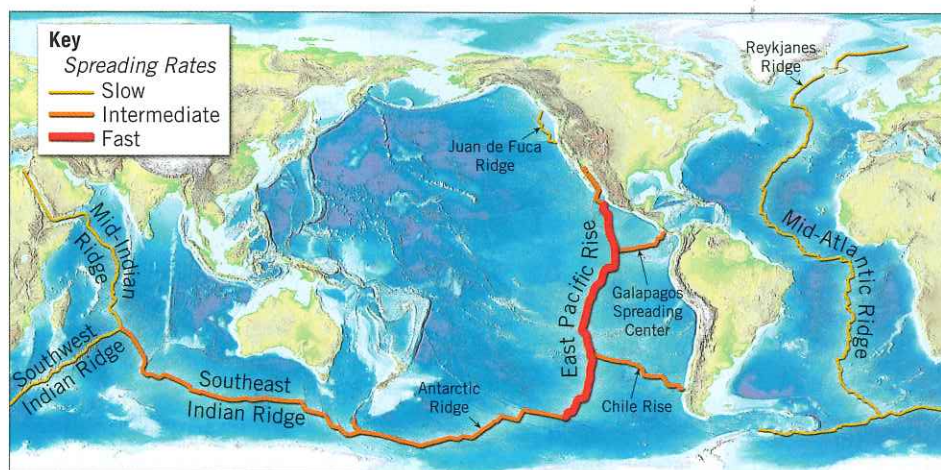 Key
Spreading Rates
Slow
Intermediate
Fast
Reykjanes
Ridge
Juan de Fuca
Ridge
Mid-Indian
Ridge
Mid-Atlantic Ridge
East Pacific Rise
Galapagos
Spreading
Center
Southwest
Indian Ridge
Southeast
Indian Ridge
Antarctic
Ridge
Chile Rise